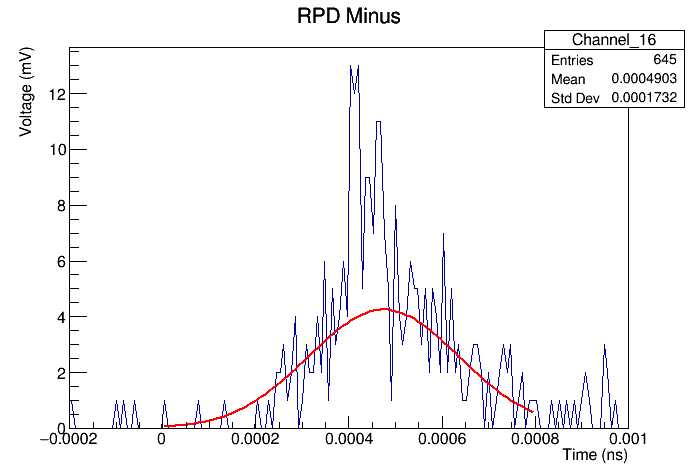 RPD Minus
Channel_16
Entries 645
Mean 0.0004903
Std Dev 0.0001732
Voltage (mV)
12
10
8
6
4
2
0
−0.0002 0 0.0002 0.0004 0.0006 0.0008 0.001
Time (ns)